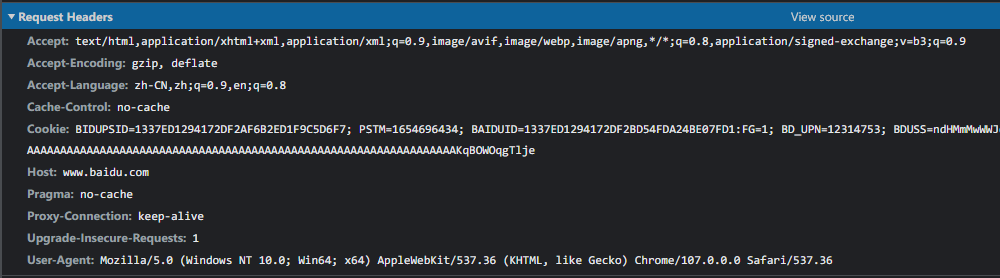 Request Headers View source
Accept: text/html,application/xhtml+xml,application/xml;q=0.9,image/avif,image/webp,image/apng,*/*;q=0.8,application/signed-exchange;v=b3;q=0.9
Accept-Encoding: gzip, deflate
Accept-Language: zh-CN,zh;q=0.9,en;q=0.8
Cache-Control: no-cache
Cookie: BIDUPSID=1337ED1294172DF2AF6B2ED1F9C5D6F7; PSTM=1654696434; BAIDUID=1337ED1294172DF2BD54FDA24BE07FD1:FG=1; BD_UPN=12314753;
Host: www.baidu.com
Pragma: no-cache
Proxy-Connection: keep-alive
Upgrade-Insecure-Requests: 1
User-Agent: Mozilla/5.0 (Windows NT 10.0; Win64; x64) AppleWebKit/537.36 (KHTML, like Gecko) Chrome/107.0.0.0 Safari/537.36